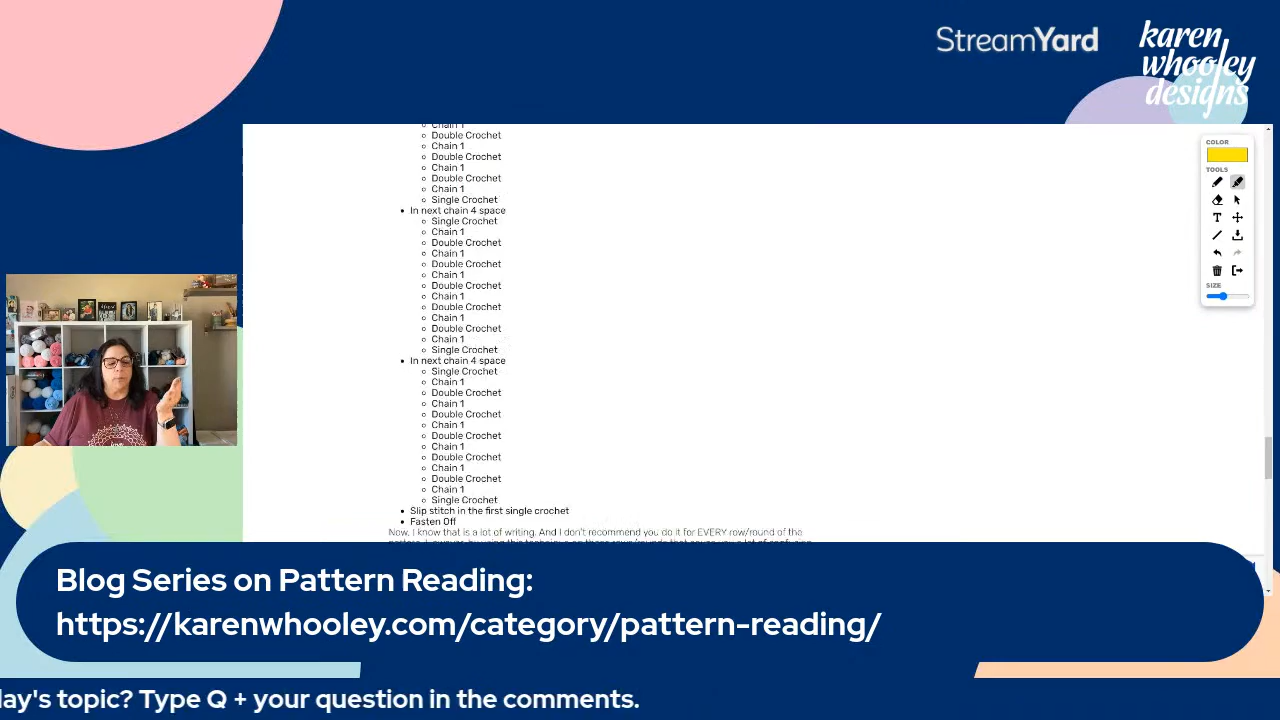 StreamYard
karen
whooley
designs
Chain 1
Double Crochet
Chain 1
Double Crochet
Chain 1
Double Crochet
Chain 1
Single Crochet
In next chain 4 space
Single Crochet
Chain 1
Double Crochet
Chain 1
Double Crochet
Chain 1
Double Crochet
Chain 1
Double Crochet
Chain 1
Double Crochet
Chain 1
Single Crochet
In next chain 4 space
Single Crochet
Chain 1
Double Crochet
Chain 1
Double Crochet
Chain 1
Double Crochet
Chain 1
Double Crochet
Chain 1
Double Crochet
Chain 1
Single Crochet
Slip stitch in the first single crochet
Fasten Off
Now, I know that is a lot of writing. And I don't recommend you do it for EVERY row/round of the
COLOR
TOOLS
T
SIZE
Blog Series on Pattern Reading:
https://karenwhooley.com/category/pattern-reading/
lay's topic? Type Q + your question in the comments.